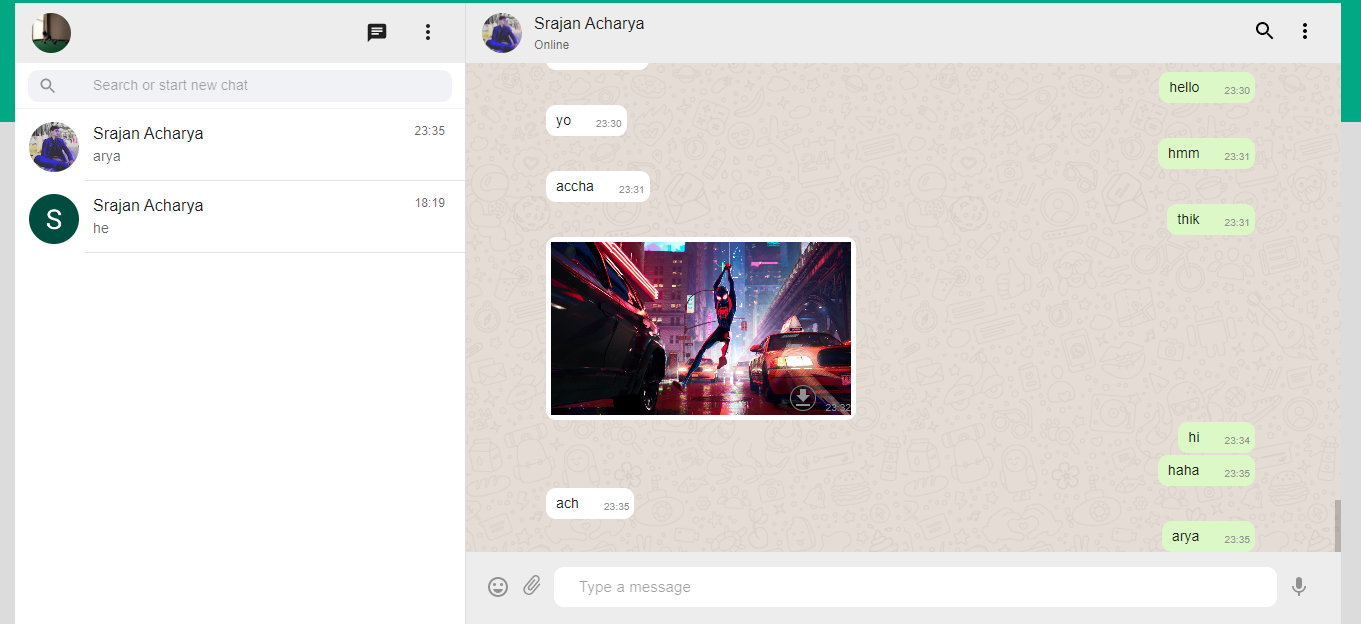 Search or start new chat
Srajan Acharya 23:35
arya
S
Srajan Acharya 18:19
he
Srajan Acharya
Online
hello 23:30
yo 23:30
hmm 23:31
accha 23:31
thik 23:31
23:32
hi 23:34
haha 23:35
ach 23:35
arya 23:35
Type a message